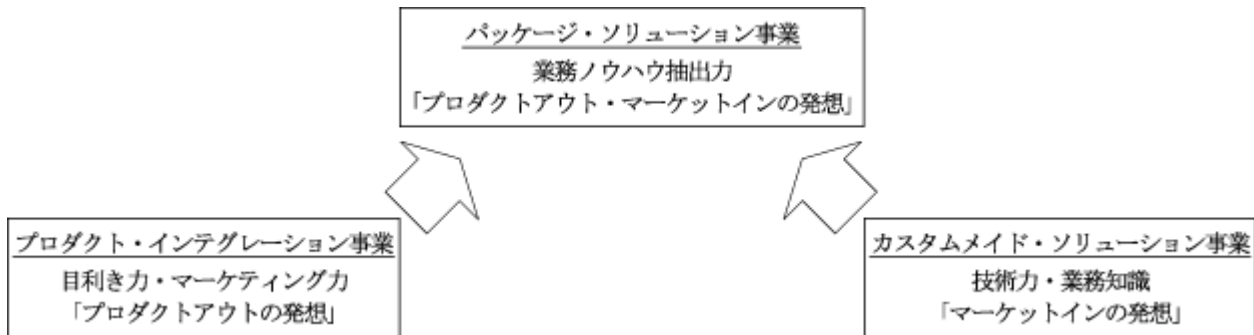 パッケージ・ソリューション事業
業務ノウハウ抽出力
「プロダクトアウト・マーケットインの発想」
プロダクト・インテグレーション事業
目利き力・マーケティング力
「プロダクトアウトの発想」
カスタムメイド・ソリューション事業
技術力・業務知識
「マーケットインの発想」